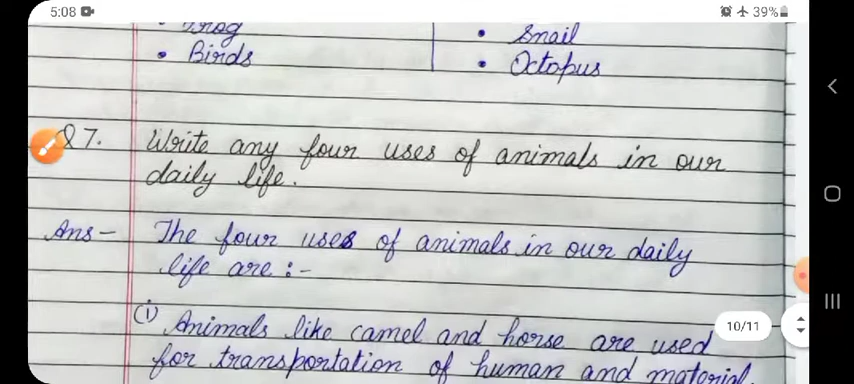 5:08 39%
Frog
Snail
• Birds
• Octopus
Q7. Write any four uses of animals in our
daily life.
Ans- The four uses of animals in our daily
life are :-
(i) Animals like camel and horse are used
for transportation of human and material
10/11